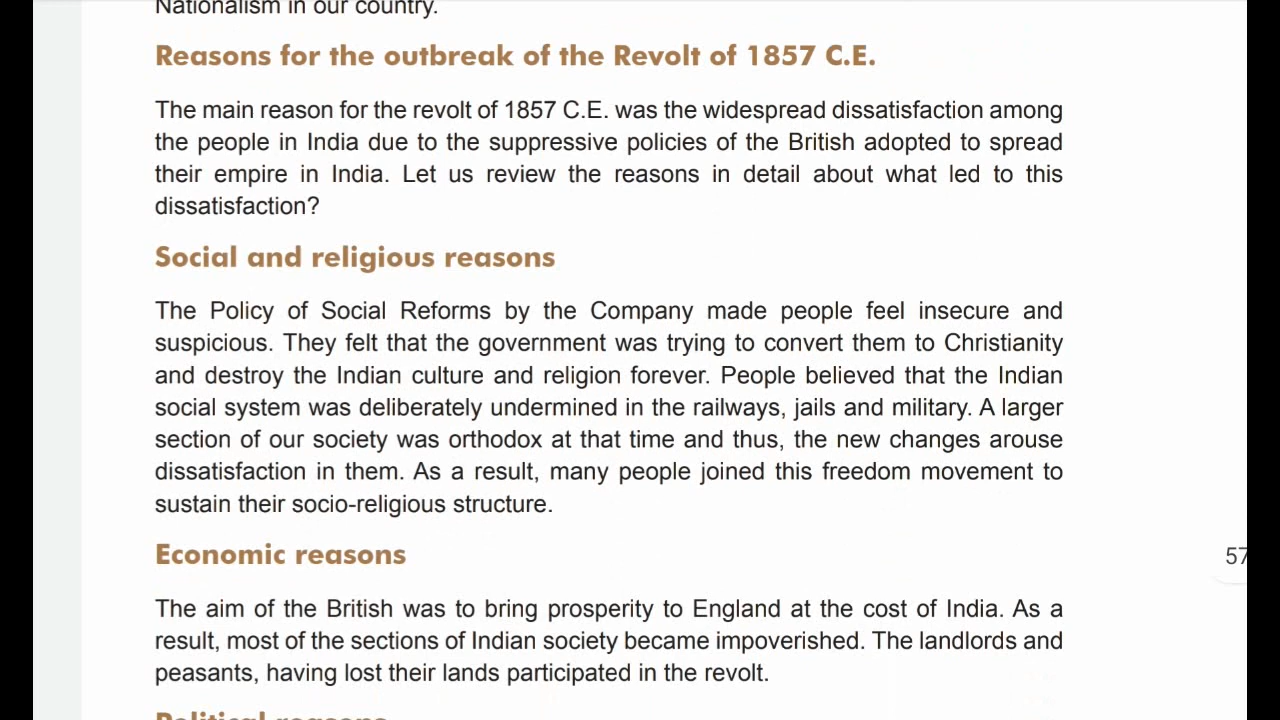 Nationalism in our country.
Reasons for the outbreak of the Revolt of 1857 C.E.
The main reason for the revolt of 1857 C.E. was the widespread dissatisfaction among
the people in India due to the suppressive policies of the British adopted to spread
their empire in India. Let us review the reasons in detail about what led to this
dissatisfaction?
Social and religious reasons
The Policy of Social Reforms by the Company made people feel insecure and
suspicious. They felt that the government was trying to convert them to Christianity
and destroy the Indian culture and religion forever. People believed that the Indian
social system was deliberately undermined in the railways, jails and military. A larger
section of our society was orthodox at that time and thus, the new changes arouse
dissatisfaction in them. As a result, many people joined this freedom movement to
sustain their socio-religious structure.
Economic reasons
57
The aim of the British was to bring prosperity to England at the cost of India. As a
result, most of the sections of Indian society became impoverished. The landlords and
peasants, having lost their lands participated in the revolt.
Political reasons